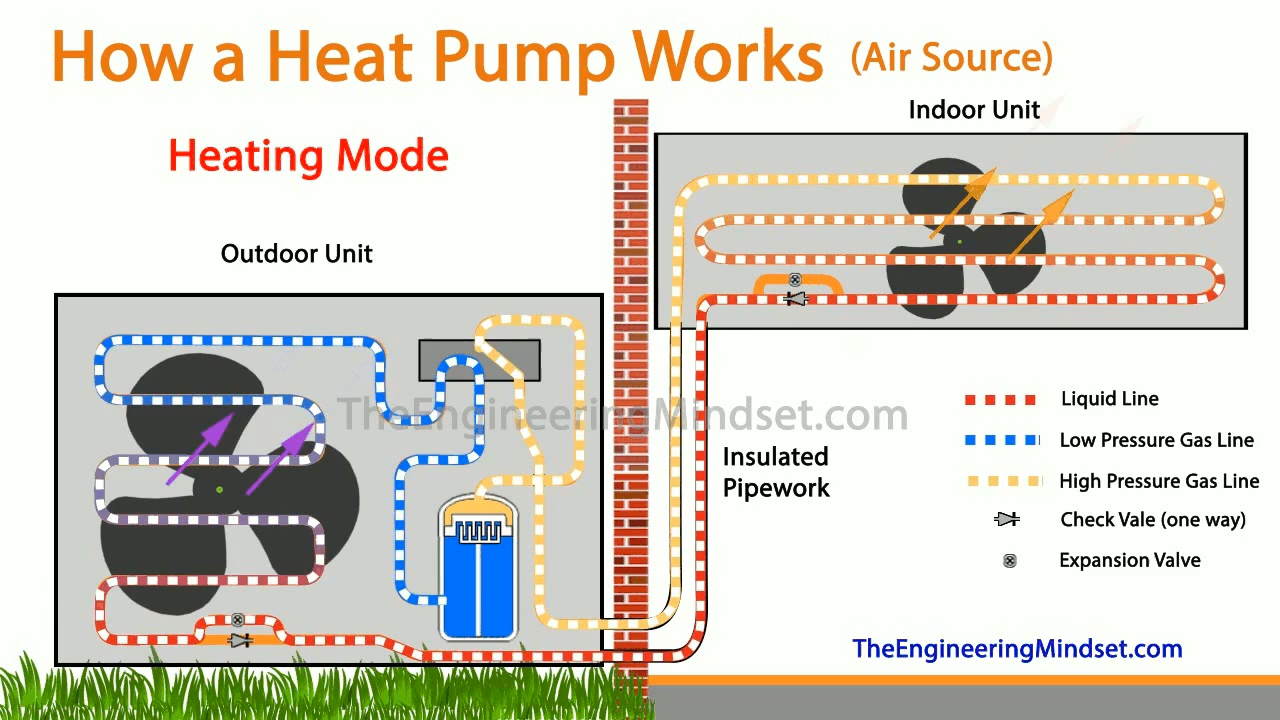 How a Heat Pump Works (Air Source)
Indoor Unit
Heating Mode
Outdoor Unit
TheEngineeringMindset.com
Liquid Line
Low Pressure Gas Line
Insulated
Pipework
High Pressure Gas Line
Check Vale (one way)
Expansion Valve
TheEngineeringMindset.com